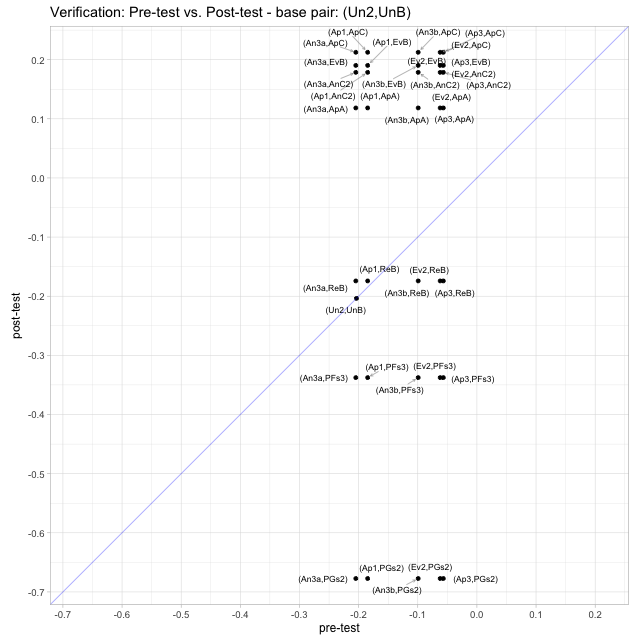 Verification: Pre-test vs. Post-test - base pair: (Un2,UnB)
(Ap1,ApC)
(An3b,ApC)
(Ap3,ApC)
(An3a,ApC)
(Ap1,EvB)
(Ev2,ApC)
(An3a,EvB)
(Ev2,EvB)
(Ap3,EvB)
(Ev2,AnC2)
(An3a,AnC2)
(An3b,EvB)
(An3b,AnC2)
(Ap3,AnC2)
(Ap1,AnC2)
(Ap1,ApA)
(Ev2,ApA)
(An3a,ApA)
(An3b,ApA)
(Ap3,ApA)
(Ap1,ReB)
(Ev2,ReB)
(An3a,ReB)
(An3b,ReB)
(Ap3,ReB)
(Un2,UnB)
(Ap1,PFs3)
(Ev2,PFs3)
(An3a,PFs3)
(Ap3,PFs3)
(An3b,PFs3)
(Ap1,PGs2)
(Ev2,PGs2)
(An3a,PGs2)
(Ap3,PGs2)
(An3b,PGs2)
0.2
0.1
0.0
-0.1
-0.2
-0.3
-0.4
-0.5
-0.6
-0.7
post-test
-0.7
-0.6
-0.5
-0.4
-0.3
-0.2
-0.1
0.0
0.1
0.2
pre-test